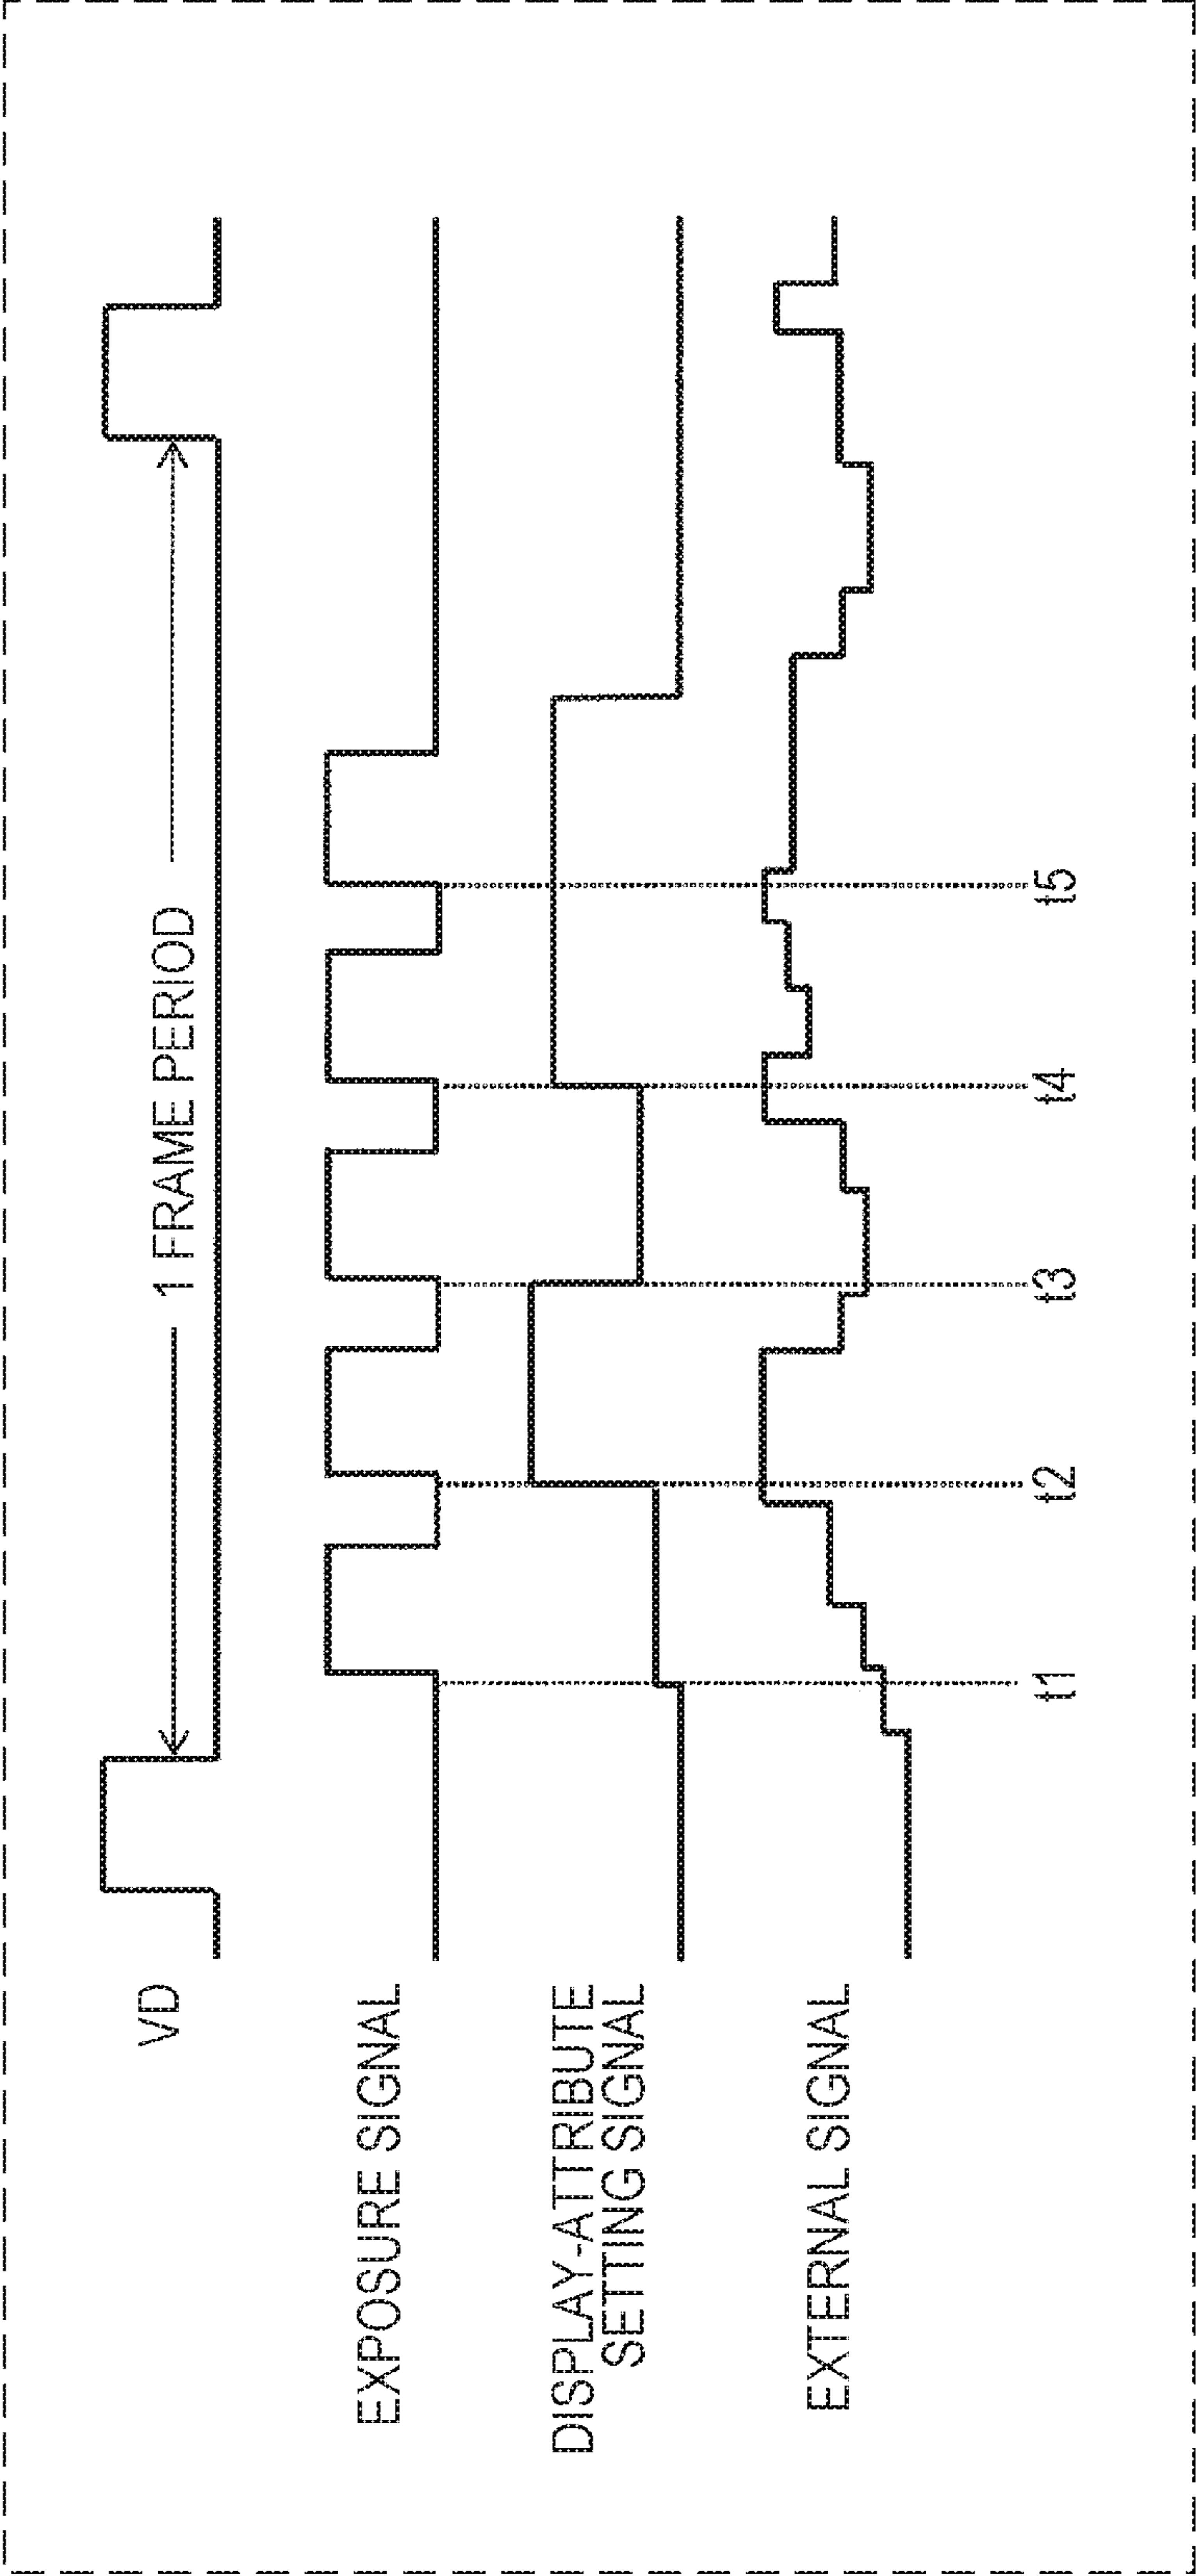 VD
1 FRAME PERIOD
EXPOSURE SIGNAL
DISPLAY-ATTRIBUTE
SETTING SIGNAL
EXTERNAL SIGNAL
t1 t2 t3 t4 t5